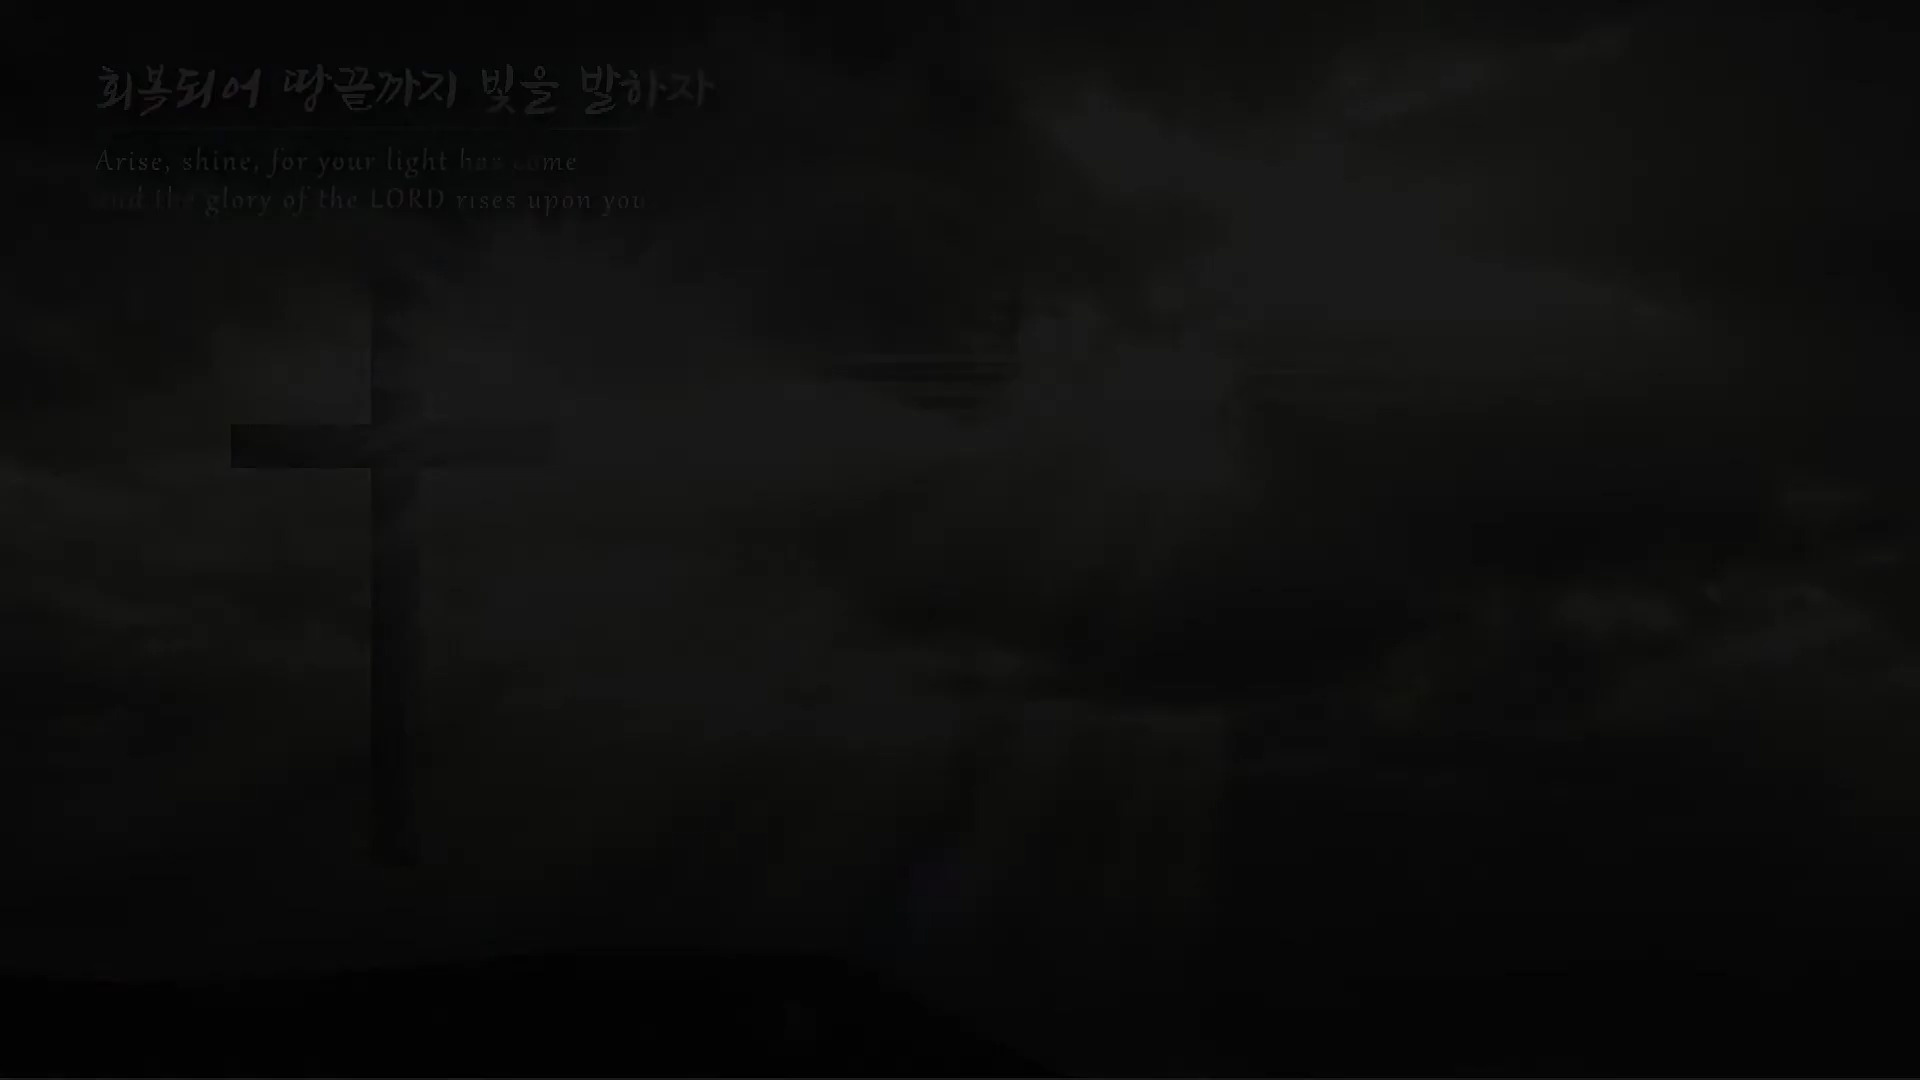 회복되어 땅끝까지 빛을 발하자
Arise, shine, for your light has come
and the glory of the LORD rises upon you